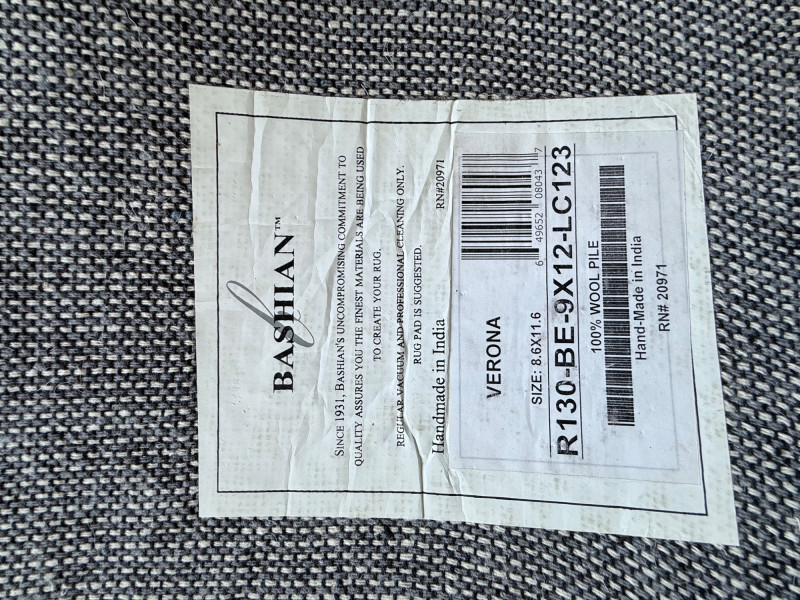 BASHIAN™
SINCE 1931, BASHIAN'S UNCOMPROMISING COMMITMENT TO
QUALITY ASSURES YOU THE FINEST MATERIALS ARE BEING USED
TO CREATE YOUR RUG.
REGULAR VACUUM AND PROFESSIONAL CLEANING ONLY.
RUG PAD IS SUGGESTED.
Handmade in India RN#20971
VERONA
6 49652 08043 7
SIZE: 8.6X11.6
R130-BE-9X12-LC123
100% WOOL PILE
Hand-Made in India
RN# 20971